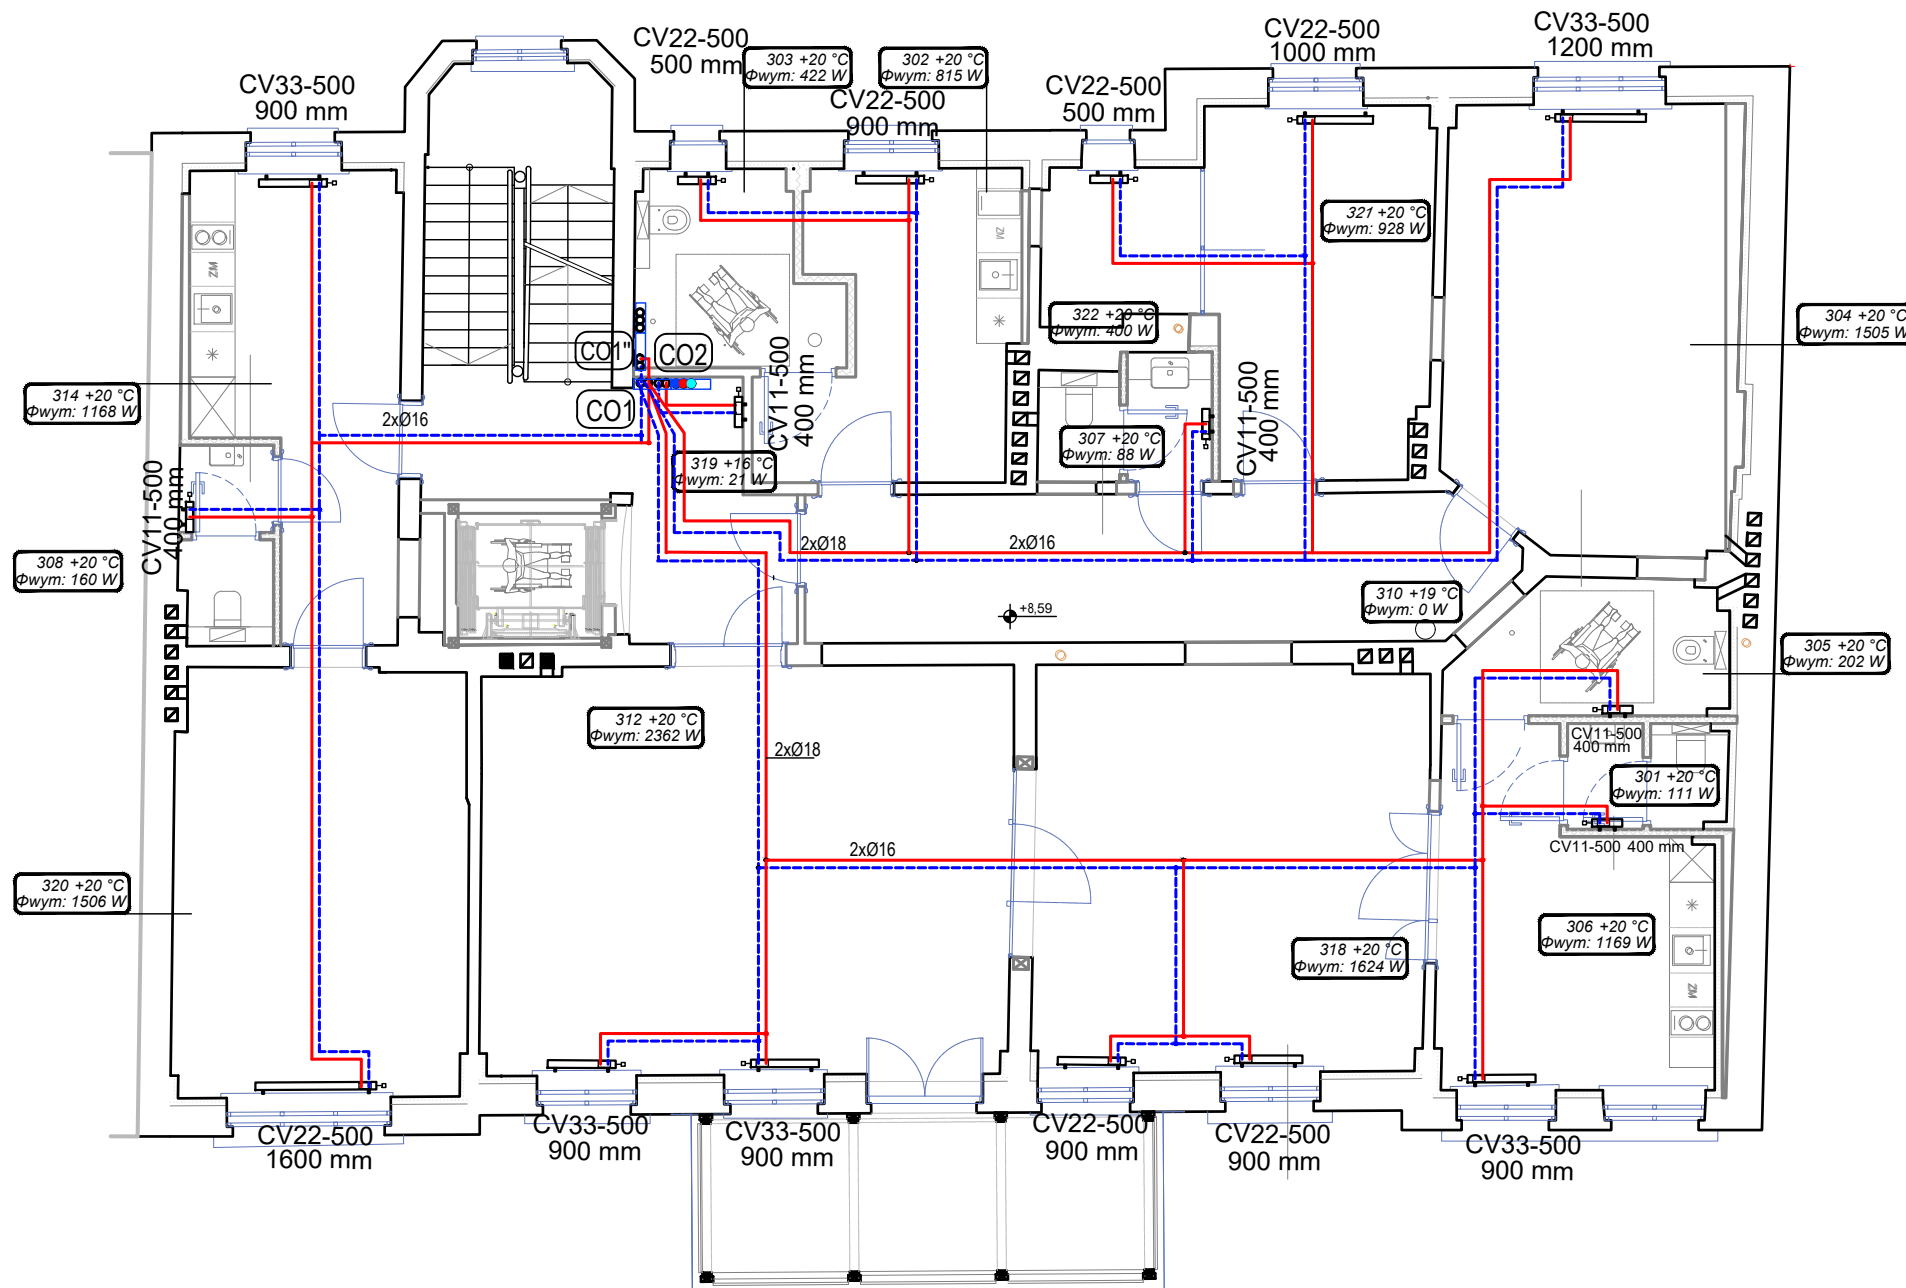 CV33-500
900 mm
CV22-500
500 mm
303 +20 °C
Φwym: 422 W
302 +20 °C
Φwym: 815 W
CV22-500
900 mm
CV22-500
500 mm
CV22-500
1000 mm
CV33-500
1200 mm
321 +20 °C
Φwym: 928 W
ZM
ZM
322 +20 °C
Φwym: 400 W
304 +20 °C
Φwym: 1505 W
CO1"
CO2
CO1
CV11-500
400 mm
314 +20 °C
Φwym: 1168 W
2xØ16
307 +20 °C
Φwym: 88 W
CV11-500
400 mm
319 +16 °C
Φwym: 21 W
CV11-500
400 mm
308 +20 °C
Φwym: 160 W
2xØ18
2xØ16
310 +19 °C
Φwym: 0 W
+8,59
305 +20 °C
Φwym: 202 W
312 +20 °C
Φwym: 2362 W
2xØ18
CV11-500
400 mm
301 +20 °C
Φwym: 111 W
CV11-500 400 mm
2xØ16
320 +20 °C
Φwym: 1506 W
306 +20 °C
Φwym: 1169 W
318 +20 °C
Φwym: 1624 W
ZM
CV22-500
1600 mm
CV33-500
900 mm
CV33-500
900 mm
CV22-500
900 mm
CV22-500
900 mm
CV33-500
900 mm